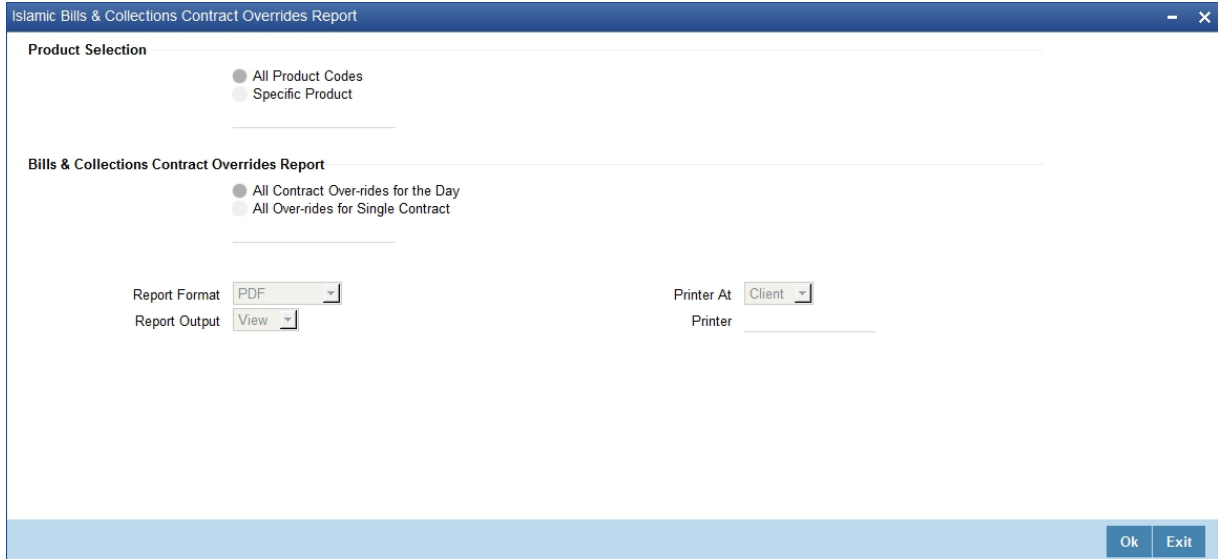 Islamic Bills & Collections Contract Overrides Report
Product Selection
All Product Codes
Specific Product
Bills & Collections Contract Overrides Report
All Contract Over-rides for the Day
All Over-rides for Single Contract
Report Format PDF Printer At Client
Report Output View Printer
Ok Exit